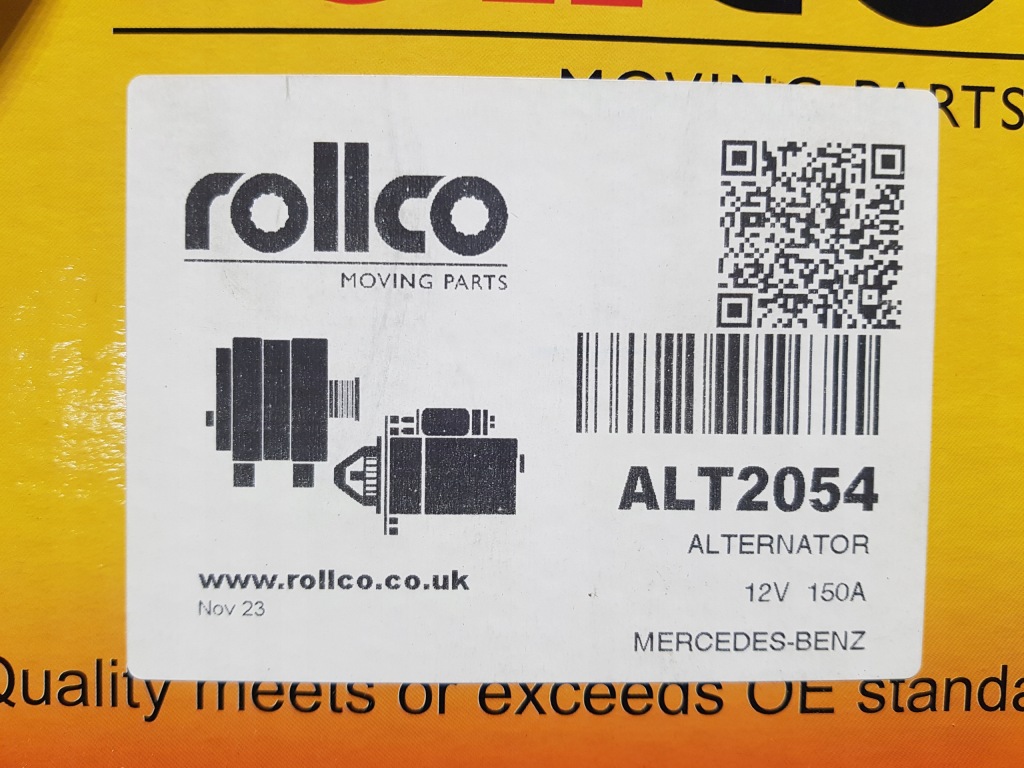 MOVING PARTS
rollco
MOVING PARTS
ALT2054
ALTERNATOR
12V 150A
MERCEDES-BENZ
www.rollco.co.uk
Nov 23
Quality meets or exceeds OE standa